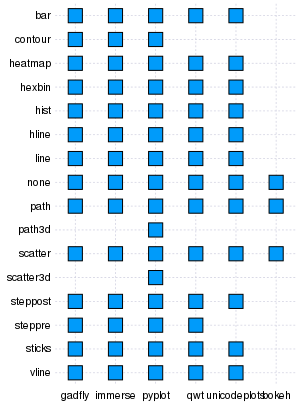 bar
contour
heatmap
hexbin
hist
hline
line
none
path
path3d
scatter
scatter3d
steppost
steppre
sticks
vline
gadfly immerse pyplot qwt unicodeplots bokeh